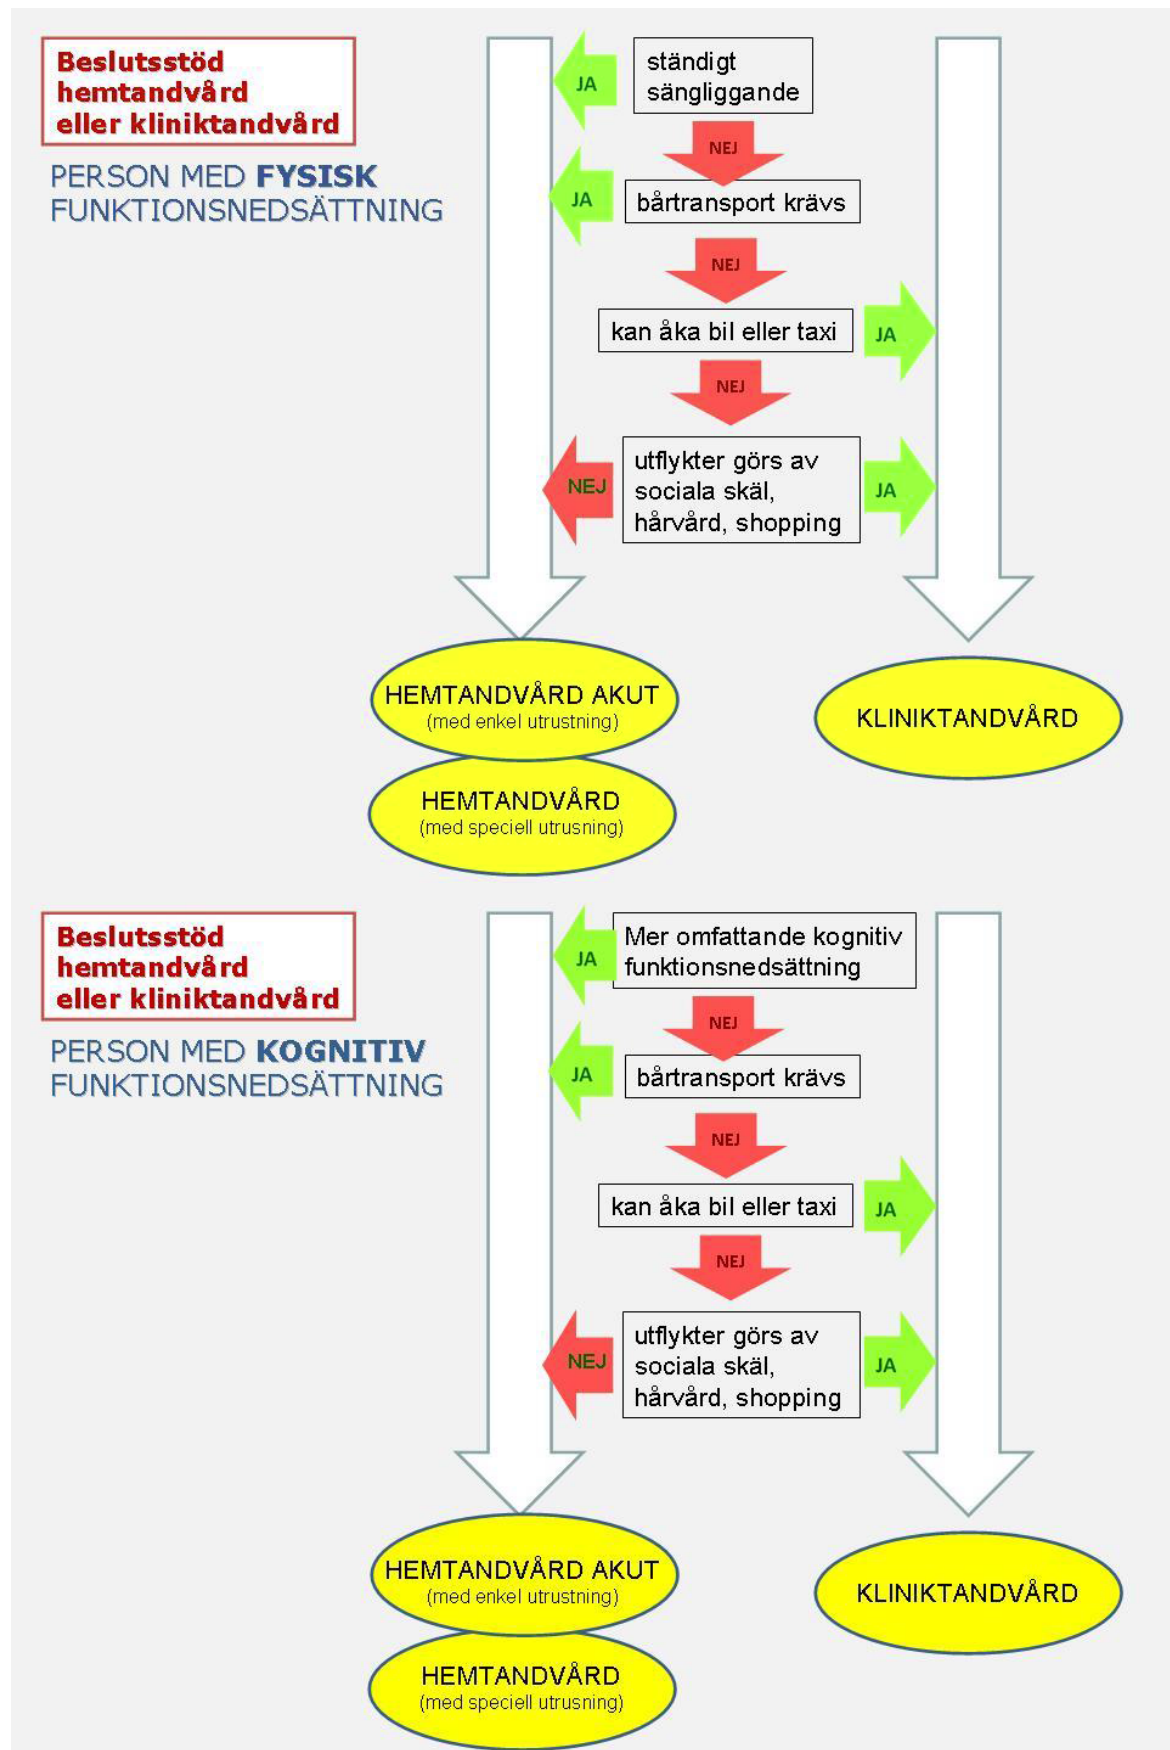 Beslutsstöd
hemtandvård
eller kliniktandvård
PERSON MED FYSISK
FUNKTIONSNEDSÄTTNING
ständigt
sängliggande
JA
NEJ
bårtransport krävs
JA
NEJ
kan åka bil eller taxi
JA
NEJ
utflykter görs av
sociala skäl,
hårvård, shopping
NEJ
JA
HEMTANDVÅRD AKUT
(med enkel utrustning)
HEMTANDVÅRD
(med speciell utrusning)
KLINIKTANDVÅRD
Beslutsstöd
hemtandvård
eller kliniktandvård
PERSON MED KOGNITIV
FUNKTIONSNEDSÄTTNING
Mer omfattande kognitiv
funktionsnedsättning
JA
NEJ
bårtransport krävs
JA
NEJ
kan åka bil eller taxi
JA
NEJ
utflykter görs av
sociala skäl,
hårvård, shopping
NEJ
JA
HEMTANDVÅRD AKUT
(med enkel utrustning)
HEMTANDVÅRD
(med speciell utrusning)
KLINIKTANDVÅRD